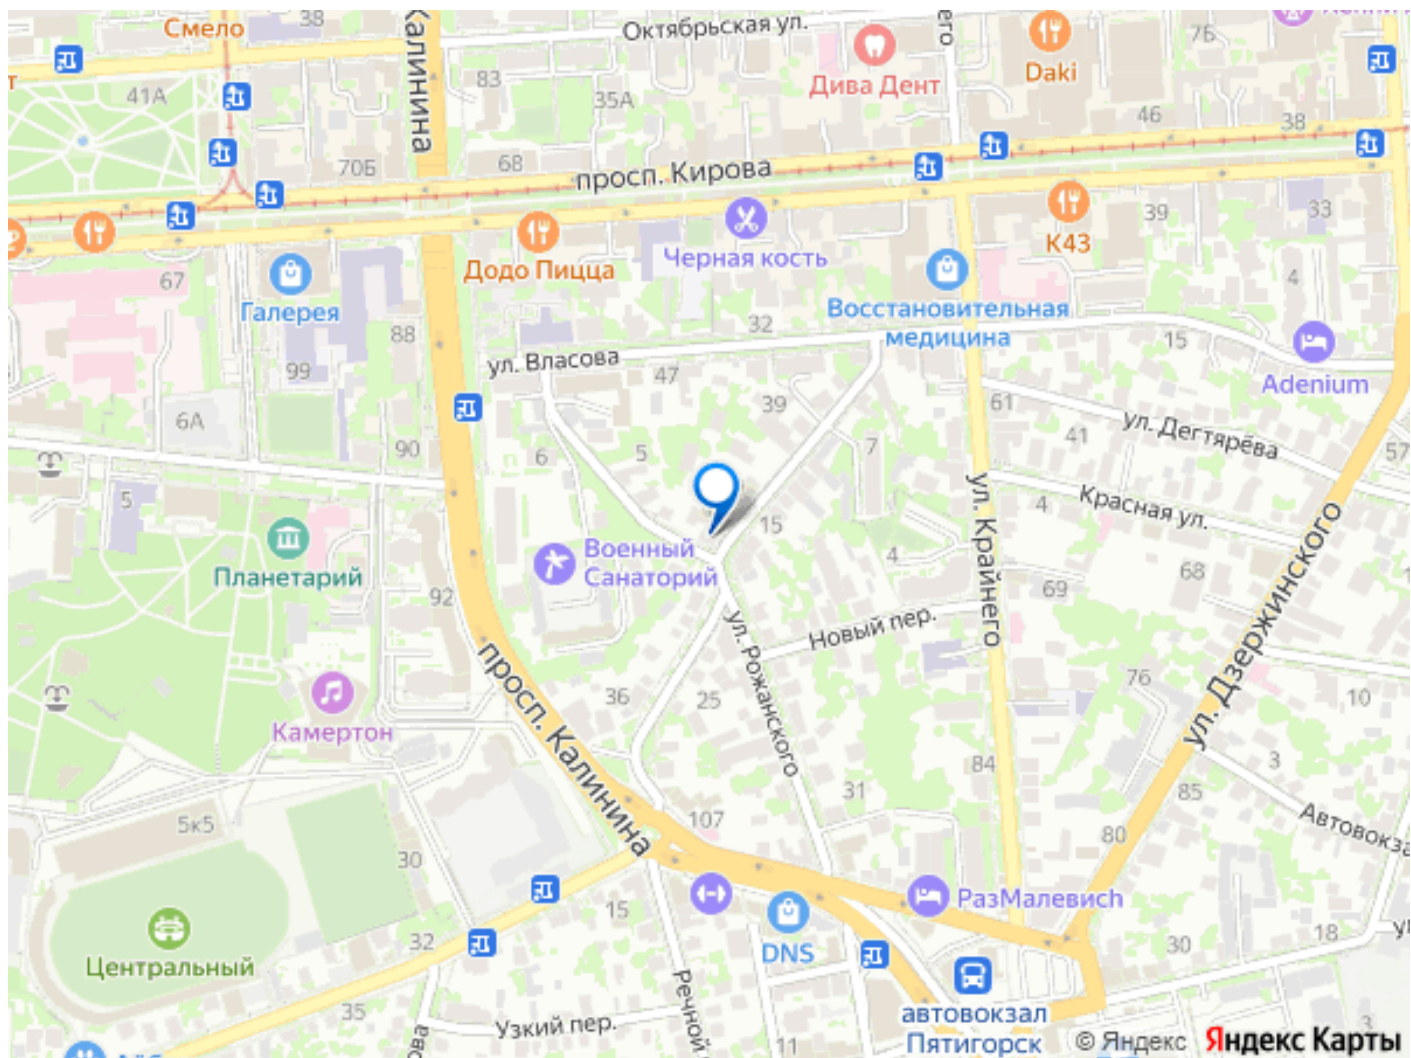 Смело
38
Калинина
Октябрьская ул.
83
Дива Дент
Daki
7Б
41А
35А
46
38
70Б
68
просп. Кирова
К43
39
33
67
Додо Пицца
Черная кость
Галерея
88
32
Восстановительная
медицина
4
15
Adenium
ул. Власова
99
47
39
61
ул. Дегтярёва
6А
90
6
5
7
41
57
5
ул. Крайнего
4
Красная ул.
15
Военный
Санаторий
4
Планетарий
92
68
69
ул. Рожанского
Новый пер.
ул. Дзержинского
просп. Калинина
36
25
76
10
Камертон
84
3
31
85
5к5
107
80
30
Автовокза
15
РазМалевич
32
DNS
30
18
Центральный
35
Речной
Узкий пер.
11
автовокзал
Пятигорск
© Яндекс
Яндекс Карты